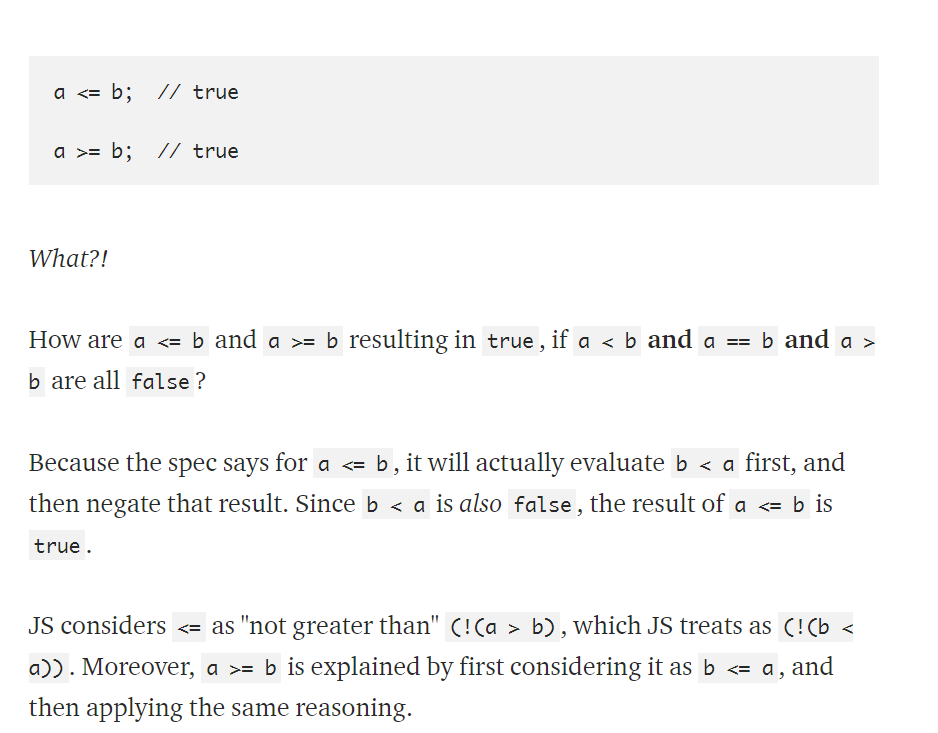 a <= b;  // true
a >= b;  // true
What?!
How are a <= b and a >= b resulting in true, if a < b and a == b and a >
b are all false?
Because the spec says for a <= b, it will actually evaluate b < a first, and
then negate that result. Since b < a is also false, the result of a <= b is
true.
JS considers <= as "not greater than" (!(a > b), which JS treats as (!(b <
a)). Moreover, a >= b is explained by first considering it as b <= a, and
then applying the same reasoning.